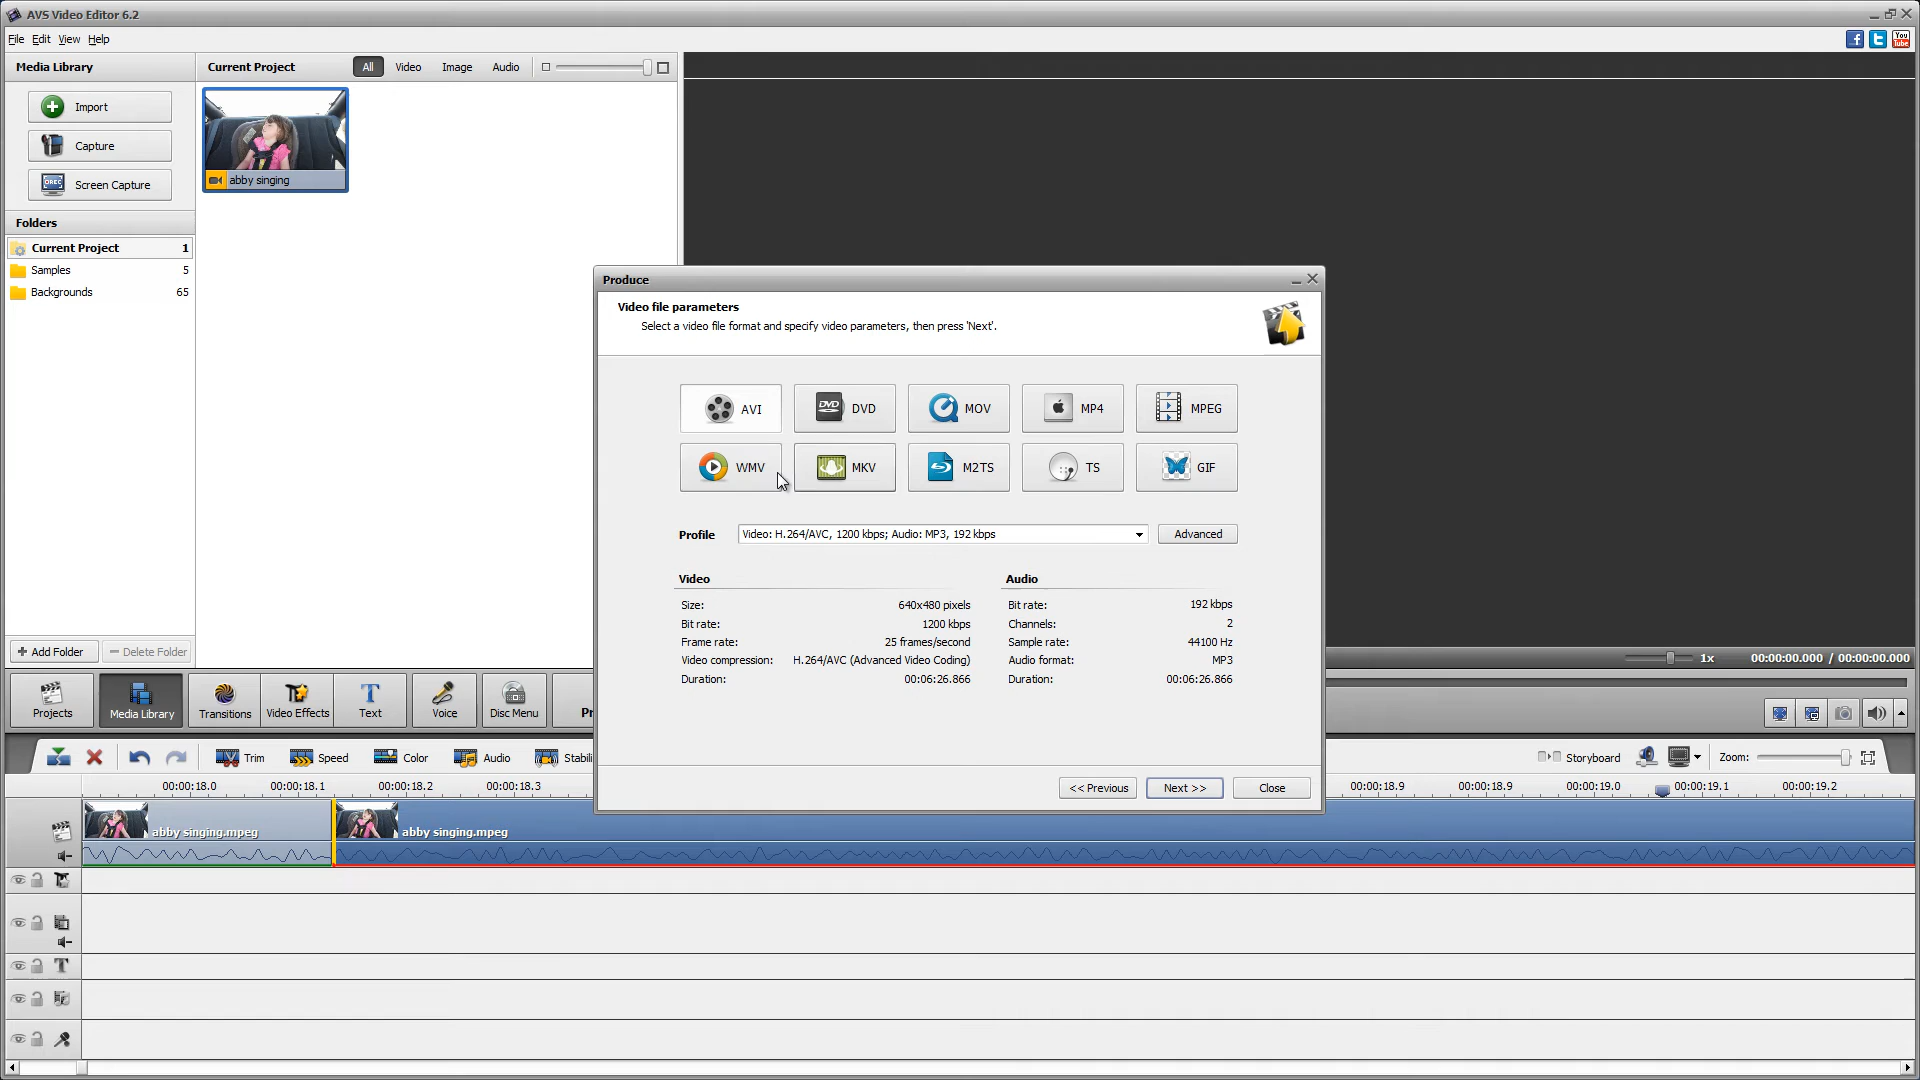 AVS Video Editor 6.2
File Edit View Help
You
Tube
Media Library
Current Project
All
Video
Image
Audio
Import
Capture
Screen Capture
abby singing
Folders
Current Project 1
Samples 5
Backgrounds 65
Add Folder
Delete Folder
Produce
Video file parameters
Select a video file format and specify video parameters, then press 'Next'.
AVI
DVD DVD
MOV
MP4
MPEG
WMV
MKV
M2TS
TS
GIF
Profile
Video: H.264/AVC, 1200 kbps; Audio: MP3, 192 kbps
Advanced
Video
Size: 640x480 pixels
Bit rate: 1200 kbps
Frame rate: 25 frames/second
Video compression: H.264/AVC (Advanced Video Coding)
Duration: 00:06:26.866
Audio
Bit rate: 192 kbps
Channels: 2
Sample rate: 44100 Hz
Audio format: MP3
Duration: 00:06:26.866
<< Previous
Next >>
Close
1x
00:00:00.000 / 00:00:00.000
Projects
Media Library
Transitions
Video Effects
Text
Voice
Disc Menu
Pr
Trim
Speed
Color
Audio
Stabili
Storyboard
Zoom:
00:00:18.0 00:00:18.1 00:00:18.2 00:00:18.3 00:00:18.9 00:00:18.9 00:00:19.0 00:00:19.1 00:00:19.2
abby singing.mpeg
abby singing.mpeg